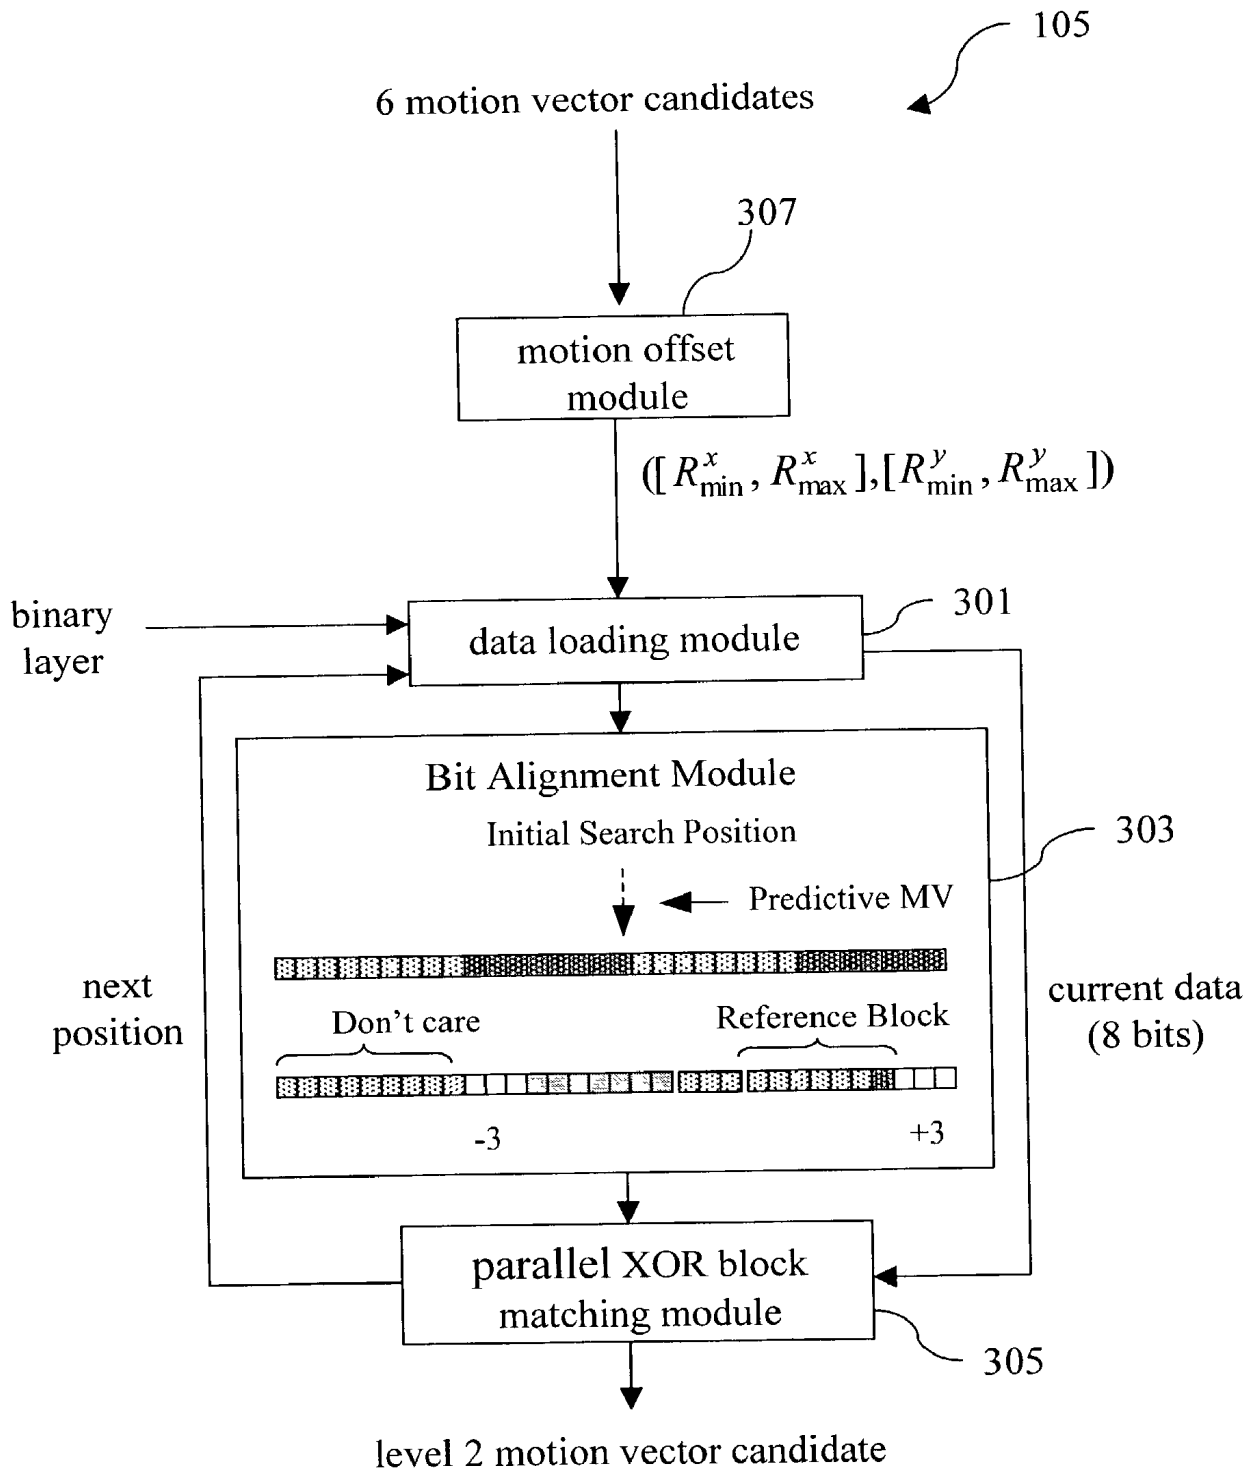 105
6 motion vector candidates
307
motion offset
module
([R^x_min, R^x_max],[R^y_min, R^y_max])
binary
layer
301
data loading module
Bit Alignment Module
Initial Search Position
303
Predictive MV
next
position
Don't care
Reference Block
current data
(8 bits)
-3
+3
parallel XOR block
matching module
305
level 2 motion vector candidate